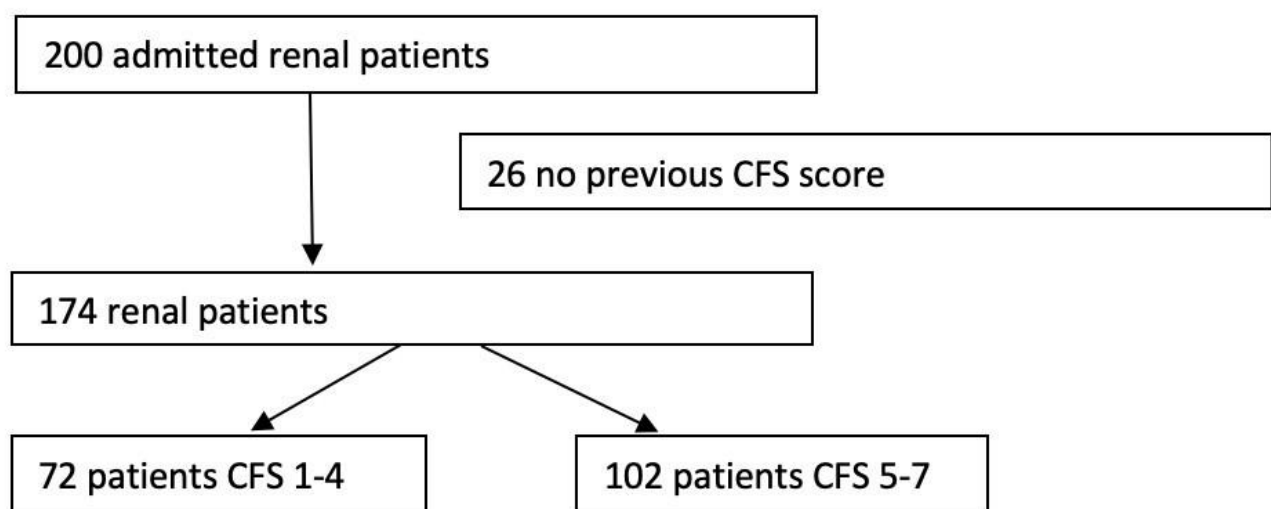 200 admitted renal patients
26 no previous CFS score
174 renal patients
72 patients CFS 1-4
102 patients CFS 5-7